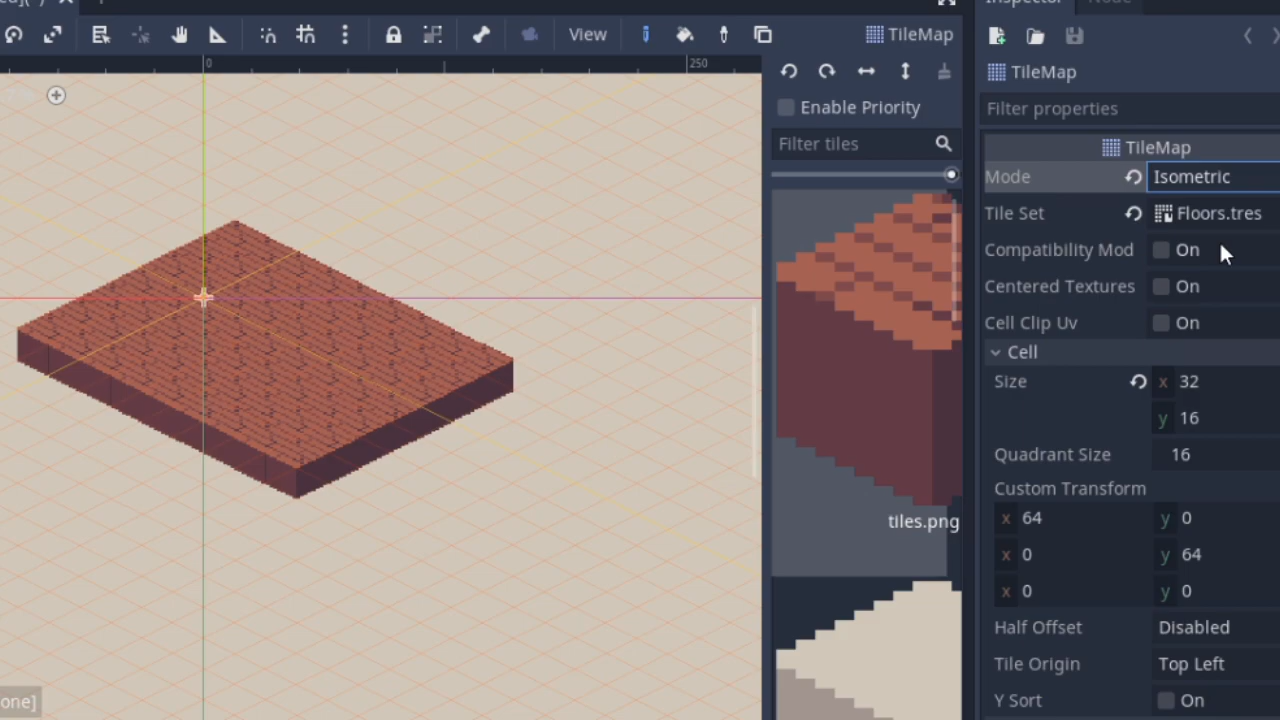 View
TileMap
0
250
Enable Priority
Filter tiles
tiles.png
one]
TileMap
Filter properties
TileMap
Mode
Isometric
Tile Set
Floors.tres
Compatibility Mod
On
Centered Textures
On
Cell Clip Uv
On
Cell
Size
x 32
y 16
Quadrant Size
16
Custom Transform
x 64 y 0
x 0 y 64
x 0 y 0
Half Offset
Disabled
Tile Origin
Top Left
Y Sort
On